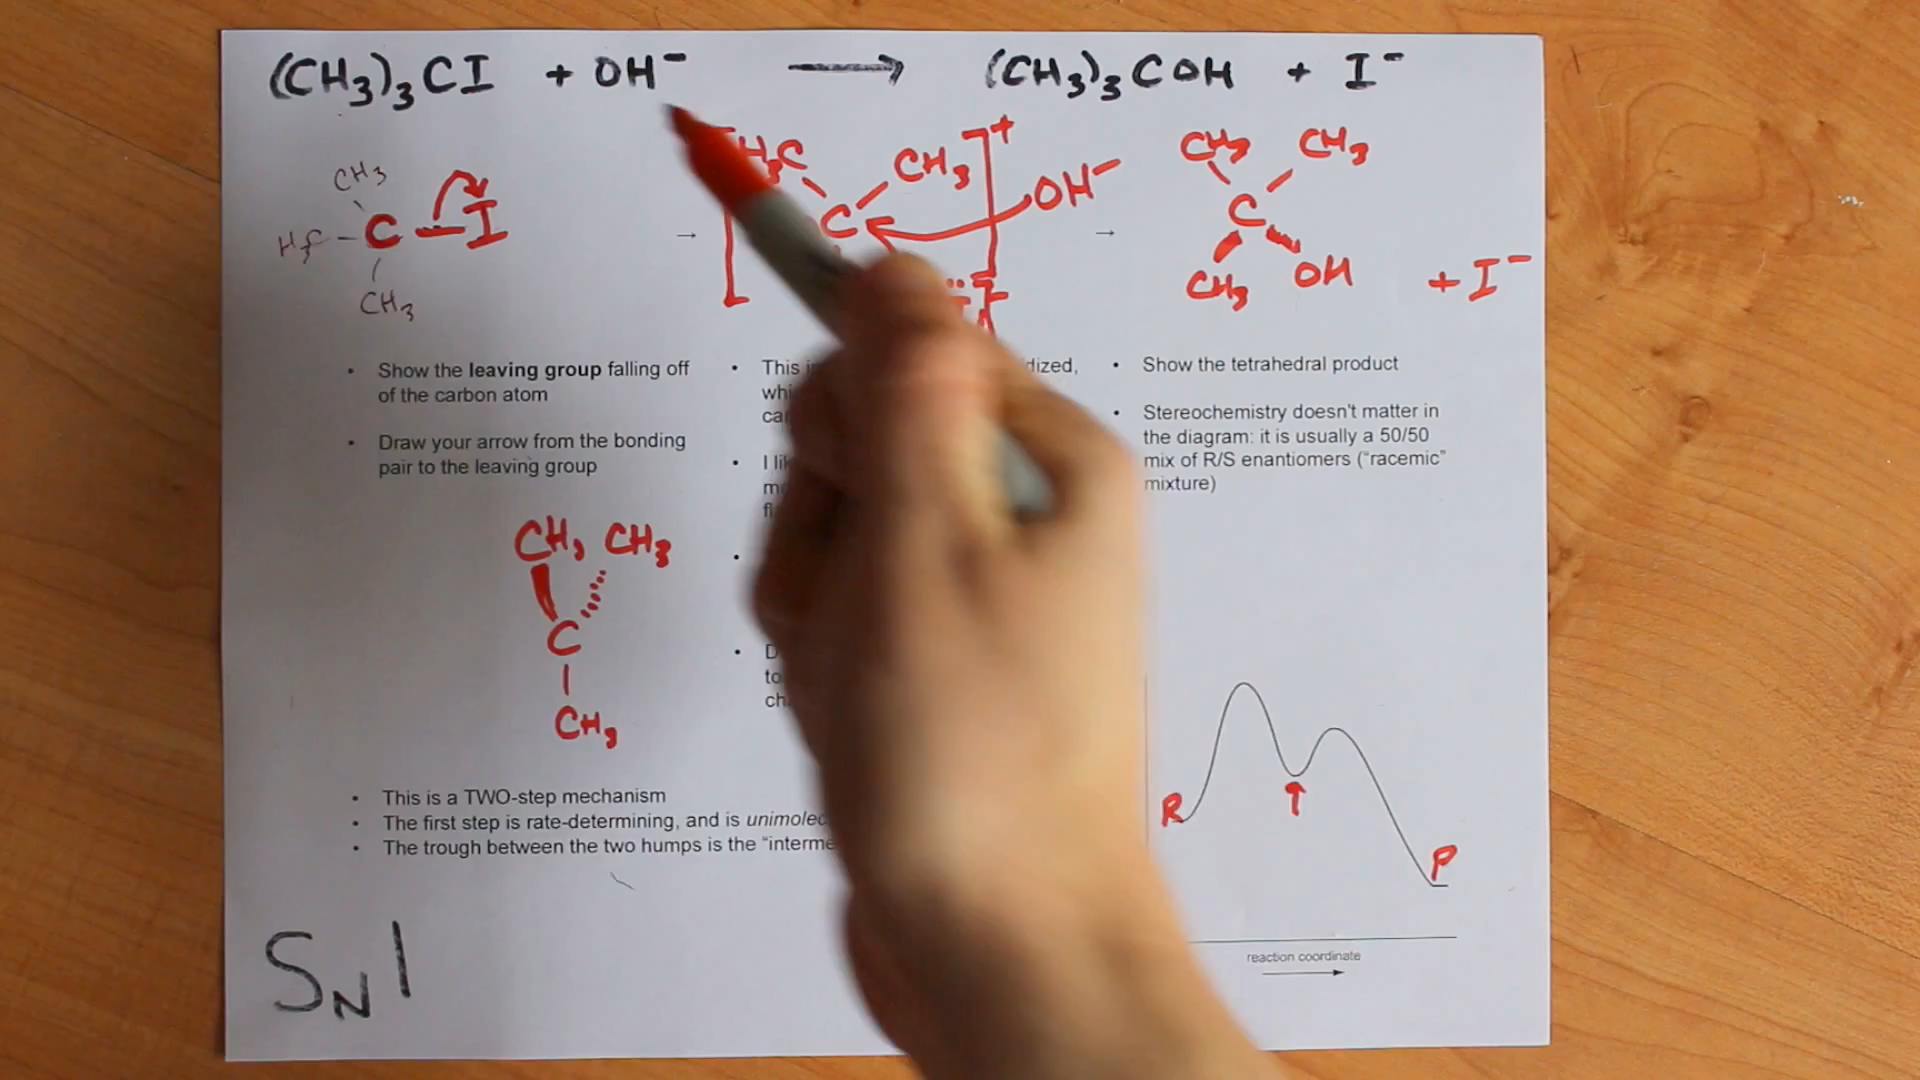 (CH₃)₃CI + OH⁻ → (CH₃)₃COH + I⁻
CH₃
H₃C – C – I
CH₃
→
H₃C CH₃ ]⁺
C
OH⁻
→
CH₃ CH₃
C
CH₃ OH + I⁻
• Show the leaving group falling off
of the carbon atom
• Draw your arrow from the bonding
pair to the leaving group
• This
• I
• Show the tetrahedral product
• Stereochemistry doesn't matter in
the diagram: it is usually a 50/50
mix of R/S enantiomers ("racemic"
mixture)
CH₃ CH₃
C
CH₃
to
• This is a TWO-step mechanism
• The first step is rate-determining, and is
• The trough between the two humps is the
R
P
reaction coordinate
→
SN1